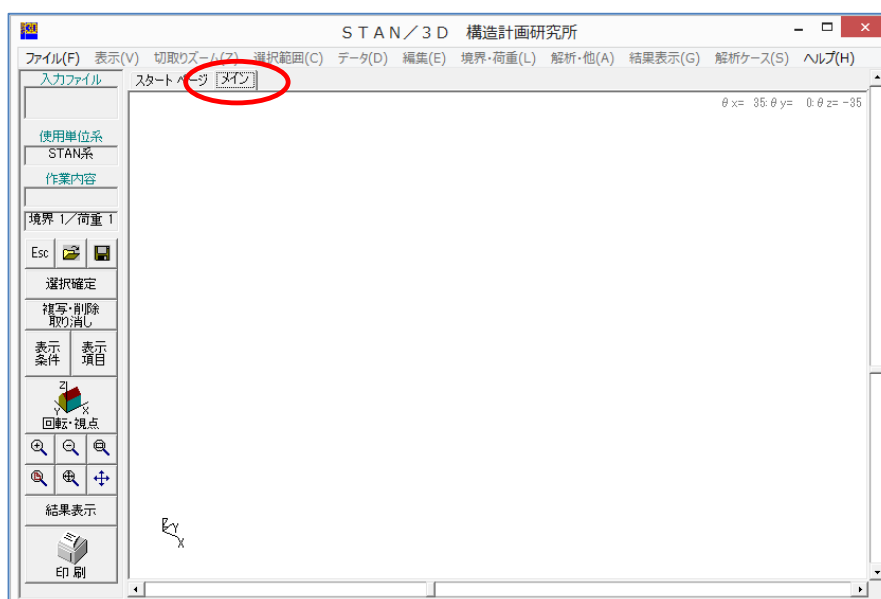 STAN/3D 構造計画研究所
ファイル(F) 表示(V) 切取りズーム(Z) 選択範囲(C) データ(D) 編集(E) 境界・荷重(L) 解析・他(A) 結果表示(G) 解析ケース(S) ヘルプ(H)
入力ファイル
スタート ページ メイン
θx= 35:θy= 0:θz=-35
使用単位系
STAN系
作業内容
境界 1/荷重 1
Esc
選択確定
複写・削除
取り消し
表示
条件
表示
項目
Z
Y X
回転・視点
結果表示
印 刷
Z Y
X